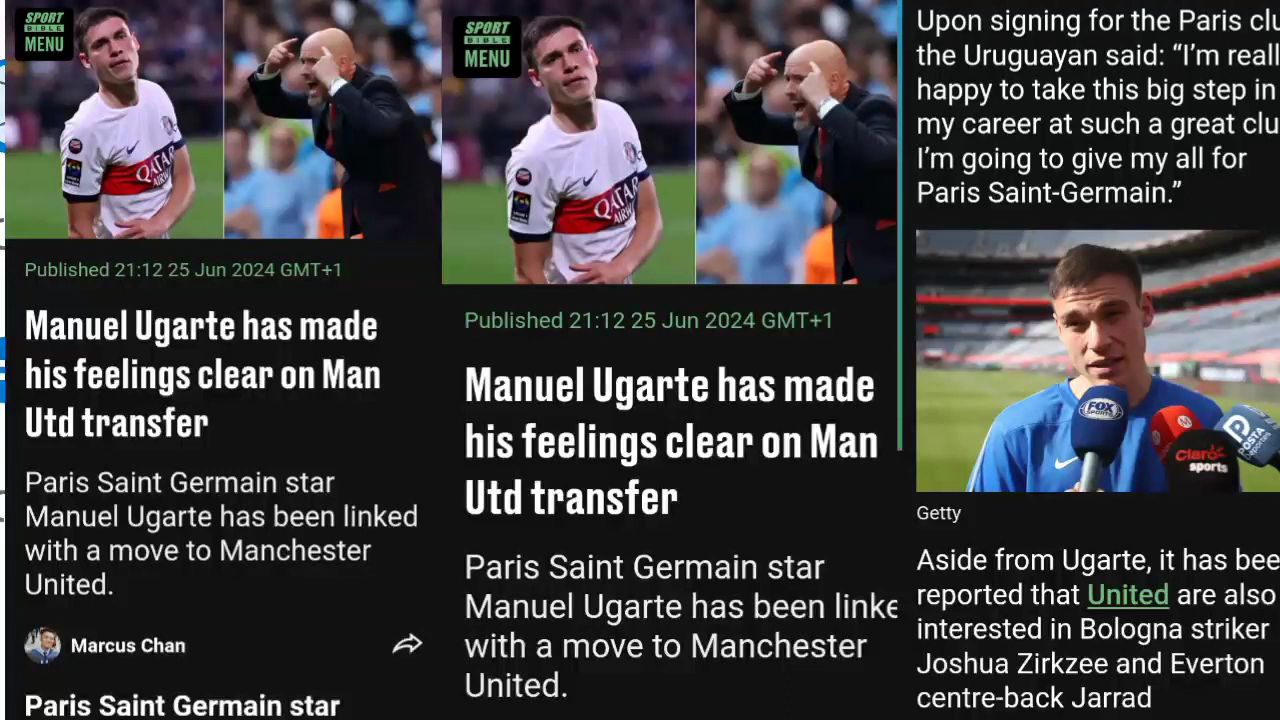 SPORT
BIBLE
MENU
QATAR
AIRW
Published 21:12 25 Jun 2024 GMT+1
Manuel Ugarte has made
his feelings clear on Man
Utd transfer
Paris Saint Germain star
Manuel Ugarte has been linked
with a move to Manchester
United.
Marcus Chan
Paris Saint Germain star
SPORT
BIBLE
MENU
QATAR
AIRW
Published 21:12 25 Jun 2024 GMT+1
Manuel Ugarte has made
his feelings clear on Man
Utd transfer
Paris Saint Germain star
Manuel Ugarte has been linke
with a move to Manchester
United.
Upon signing for the Paris clu
the Uruguayan said: “I’m reall
happy to take this big step in
my career at such a great clu
I’m going to give my all for
Paris Saint-Germain.”
FOX
SPORTS
M
Claro
sports
P
POSTA
Deportes
Getty
Aside from Ugarte, it has bee
reported that United are also
interested in Bologna striker
Joshua Zirkzee and Everton
centre-back Jarrad